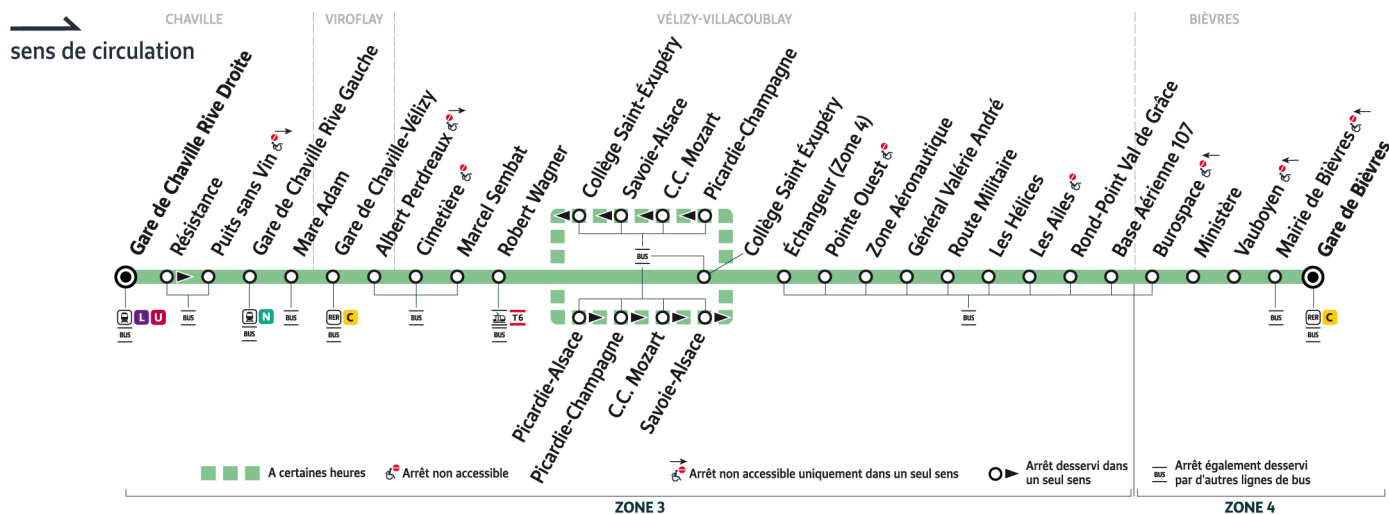 CHAVILLE
VIROFLAY
VÉLIZY-VILLACOUBLAY
BIÈVRES
sens de circulation
Gare de Chaville Rive Droite
Résistance
Puits sans Vin
Gare de Chaville Rive Gauche
Mare Adam
Gare de Chaville-Vélizy
Albert Perdreaux
Cimetière
Marcel Sembat
Robert Wagner
Collège Saint-Éxupéry
Savoie-Alsace
C.C. Mozart
Picardie-Champagne
Collège Saint Exupéry
Échangeur (Zone 4)
Pointe Ouest
Zone Aéronautique
Général Valérie André
Route Militaire
Les Hélices
Les Ailes
Rond-Point Val de Grâce
Base Aérienne 107
Burospace
Ministère
Vauboyen
Mairie de Bièvres
Gare de Bièvres
BUS
L U
BUS
BUS
N
BUS
BUS
RER C
BUS
BUS
T6
BUS
BUS
BUS
RER C
BUS
Picardie-Alsace
Picardie-Champagne
C.C. Mozart
Savoie-Alsace
A certaines heures
Arrêt non accessible
Arrêt non accessible uniquement dans un seul sens
Arrêt desservi dans
un seul sens
BUS
Arrêt également desservi
par d'autres lignes de bus
ZONE 3
ZONE 4